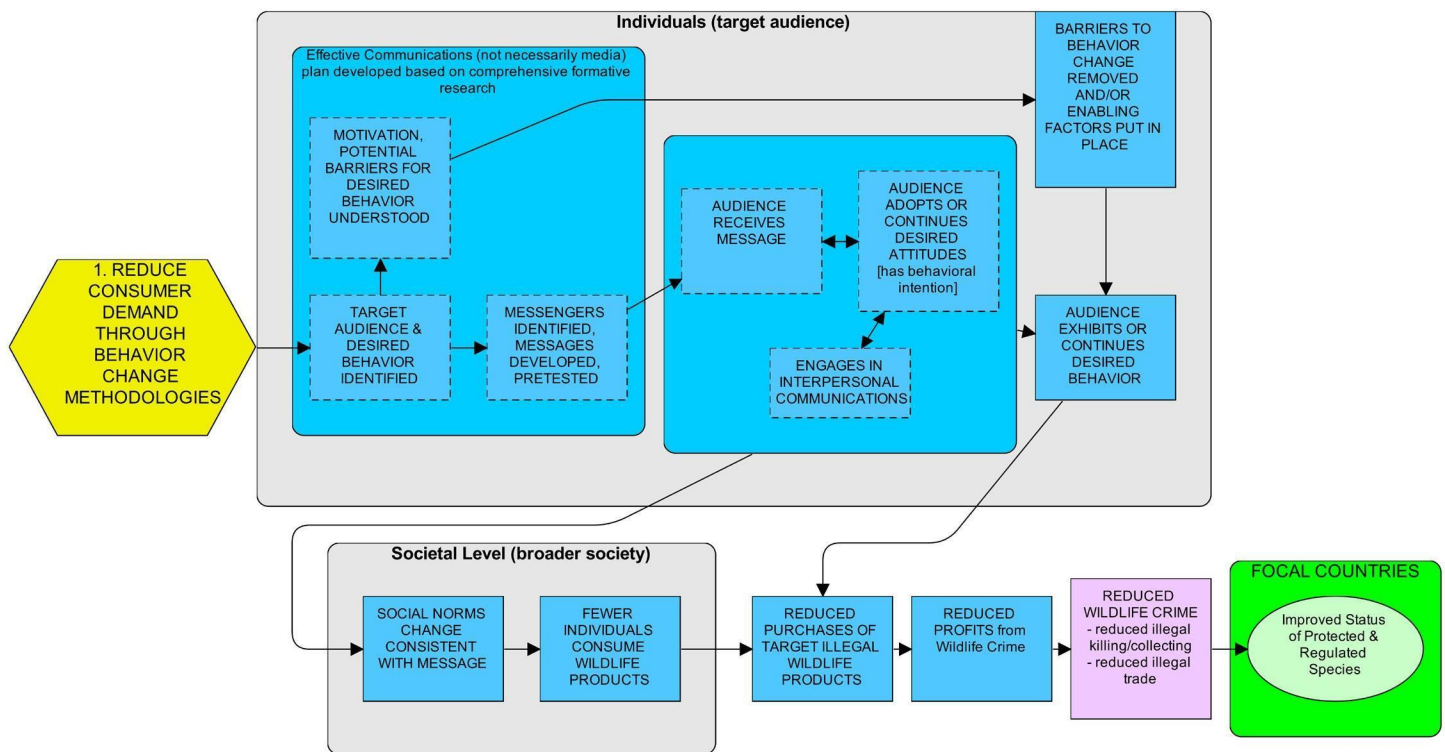 Individuals (target audience)
Effective Communications (not necessarily media)
plan developed based on comprehensive formative
research
BARRIERS TO
BEHAVIOR
CHANGE
REMOVED
AND/OR
ENABLING
FACTORS PUT IN
PLACE
MOTIVATION,
POTENTIAL
BARRIERS FOR
DESIRED
BEHAVIOR
UNDERSTOOD
AUDIENCE
RECEIVES
MESSAGE
AUDIENCE
ADOPTS OR
CONTINUES
DESIRED
ATTITUDES
[has behavioral
intention]
1. REDUCE
CONSUMER
DEMAND
THROUGH
BEHAVIOR
CHANGE
METHODOLOGIES
TARGET
AUDIENCE &
DESIRED
BEHAVIOR
IDENTIFIED
MESSENGERS
IDENTIFIED,
MESSAGES
DEVELOPED,
PRETESTED
ENGAGES IN
INTERPERSONAL
COMMUNICATIONS
AUDIENCE
EXHIBITS OR
CONTINUES
DESIRED
BEHAVIOR
Societal Level (broader society)
SOCIAL NORMS
CHANGE
CONSISTENT
WITH MESSAGE
FEWER
INDIVIDUALS
CONSUME
WILDLIFE
PRODUCTS
REDUCED
PURCHASES OF
TARGET ILLEGAL
WILDLIFE
PRODUCTS
REDUCED
PROFITS from
Wildlife Crime
REDUCED
WILDLIFE CRIME
- reduced illegal
killing/collecting
- reduced illegal
trade
FOCAL COUNTRIES
Improved Status
of Protected &
Regulated
Species